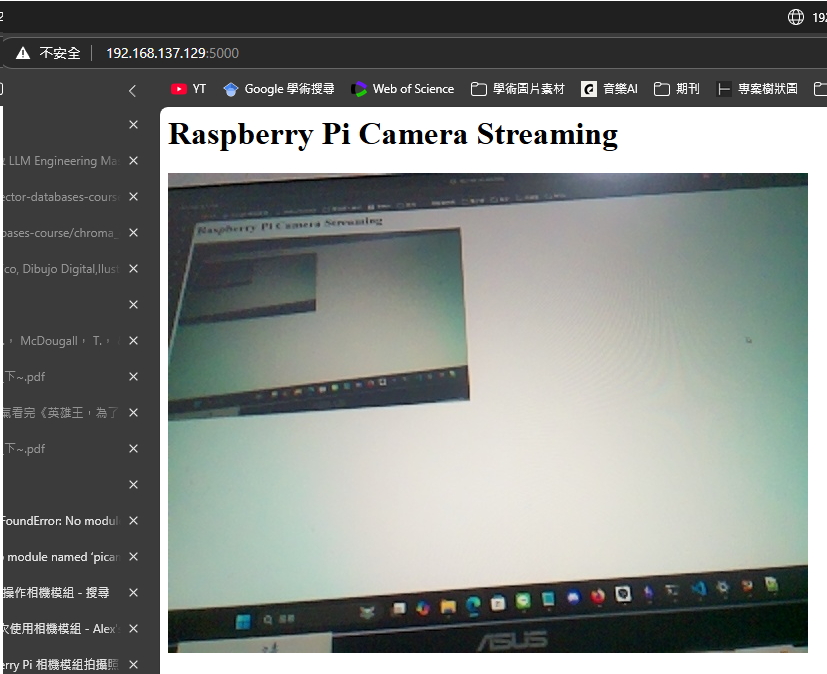 不安全 192.168.137.129:5000
YT Google 學術搜尋 Web of Science 學術圖片素材 音樂AI 期刊 專案樹狀圖
Raspberry Pi Camera Streaming
LLM Engineering
ector-databases-course
bases-course/chroma_
co, Dibujo Digital,Ilust
McDougall, T.,
下~.pdf
氣看完《英雄王,為了
下~.pdf
FoundError: No modul
module named 'picar
操作相機模組 - 搜尋
次使用相機模組 - Alex'
erry Pi 相機模組拍攝照
Raspberry Pi Camera Streaming
ASUS